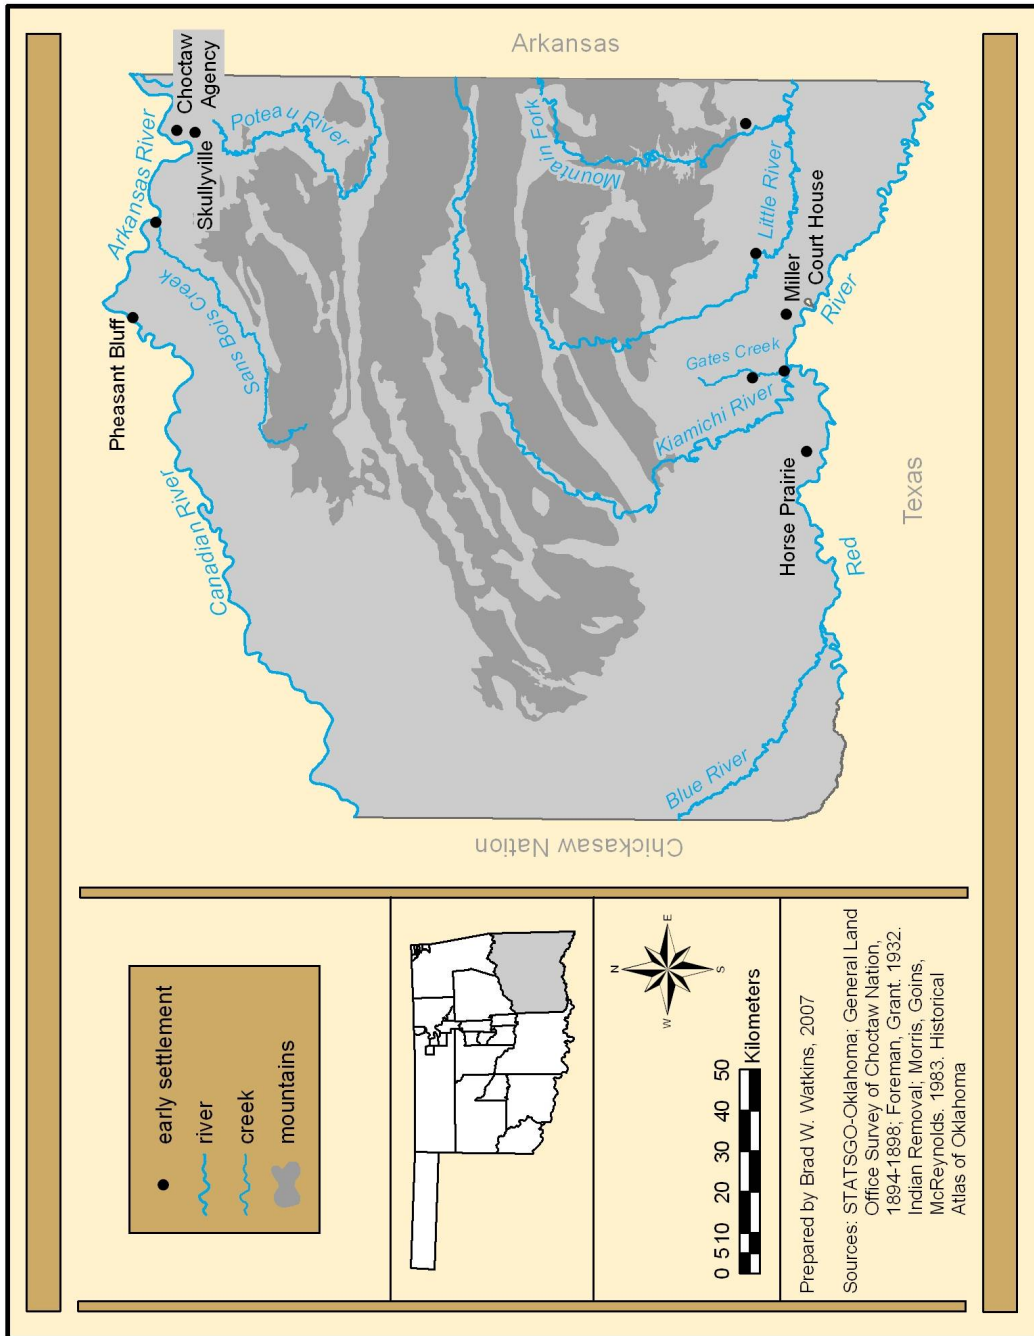 Arkansas
Choctaw
Agency
Arkansas River
Poteau River
Skullyville
Pheasant Bluff
Sans Bois Creek
Canadian River
Mountain Fork
Little River
Miller
Court House
River
Gates Creek
Kiamichi River
Horse Prairie
Texas
Red
Blue River
Chickasaw Nation
early settlement
river
creek
mountains
N
E
S
W
0 5 10 20 30 40 50
Kilometers
Prepared by Brad W. Watkins, 2007
Sources: STATSGO-Oklahoma; General Land
Office Survey of Choctaw Nation,
1894-1898; Foreman, Grant. 1932.
Indian Removal; Morris, Goins,
McReynolds. 1983. Historical
Atlas of Oklahoma